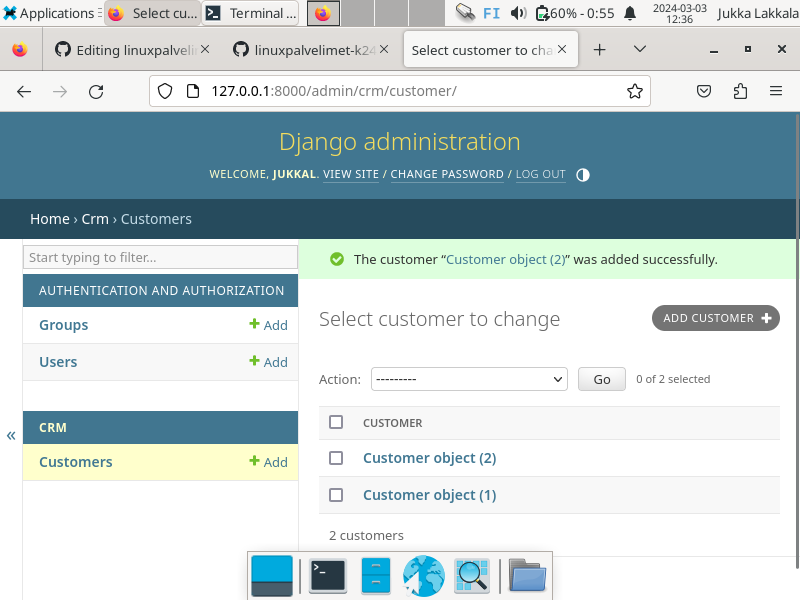 Applications
Select cu...
Terminal ...
FI
60% - 0:55
2024-03-03
12:36
Jukka Lakkala
Editing linuxpalveli
linuxpalvelimet-k24
Select customer to cha
127.0.0.1:8000/admin/crm/customer/
Django administration
WELCOME, JUKKAL. VIEW SITE / CHANGE PASSWORD / LOG OUT
Home › Crm › Customers
Start typing to filter...
The customer “Customer object (2)” was added successfully.
AUTHENTICATION AND AUTHORIZATION
Groups + Add
Users + Add
CRM
Customers + Add
«
Select customer to change
ADD CUSTOMER +
Action: --------- Go 0 of 2 selected
CUSTOMER
Customer object (2)
Customer object (1)
2 customers
>_